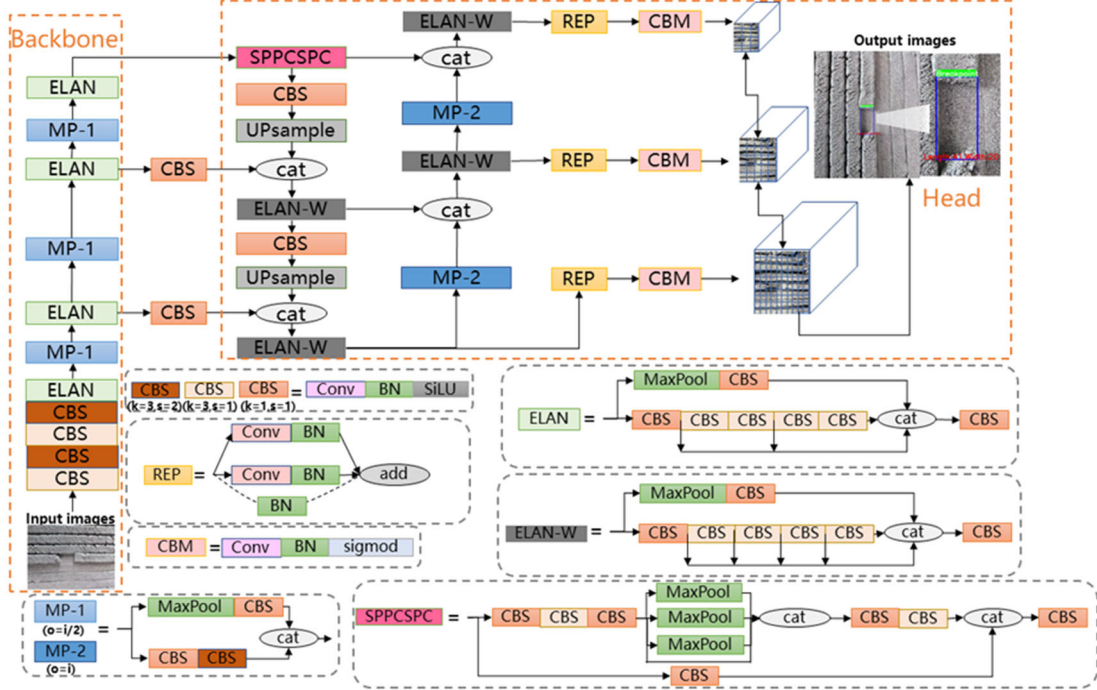 Backbone
ELAN
MP-1
ELAN
MP-1
ELAN
MP-1
ELAN
CBS
CBS
CBS
CBS
Input images
CBS
CBS
SPPCSPC
CBS
UPsample
cat
ELAN-W
CBS
UPsample
cat
ELAN-W
ELAN-W
cat
MP-2
ELAN-W
cat
MP-2
REP
CBM
REP
CBM
REP
CBM
Output images
Head
CBS CBS CBS = Conv BN SiLU
(k=3,s=2) (k=3,s=1) (k=1,s=1)
REP =
Conv BN
Conv BN
BN
add
CBM = Conv BN sigmod
MP-1
(o=i/2)
MP-2
(o=i)
=
MaxPool CBS
CBS CBS
cat
ELAN =
MaxPool CBS
CBS CBS CBS CBS CBS cat CBS
ELAN-W =
MaxPool CBS
CBS CBS CBS CBS CBS cat CBS
SPPCSPC =
CBS CBS CBS
MaxPool
MaxPool
MaxPool
cat
CBS CBS
cat
CBS
CBS